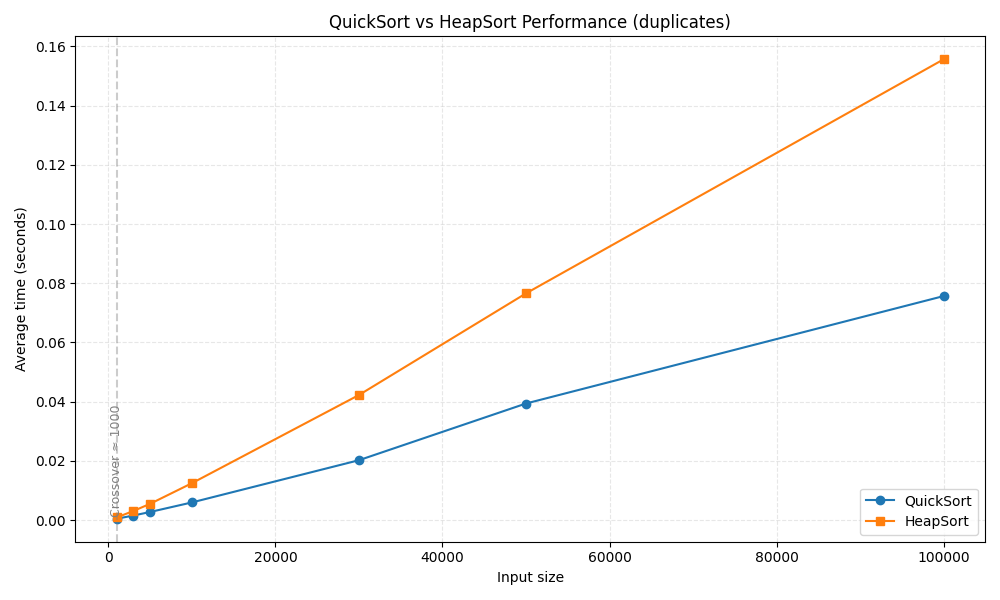 QuickSort vs HeapSort Performance (duplicates)
Average time (seconds)
0.16
0.14
0.12
0.10
0.08
0.06
0.04
0.02
0.00
Crossover ≈ 1000
QuickSort
HeapSort
0
20000
40000
60000
80000
100000
Input size